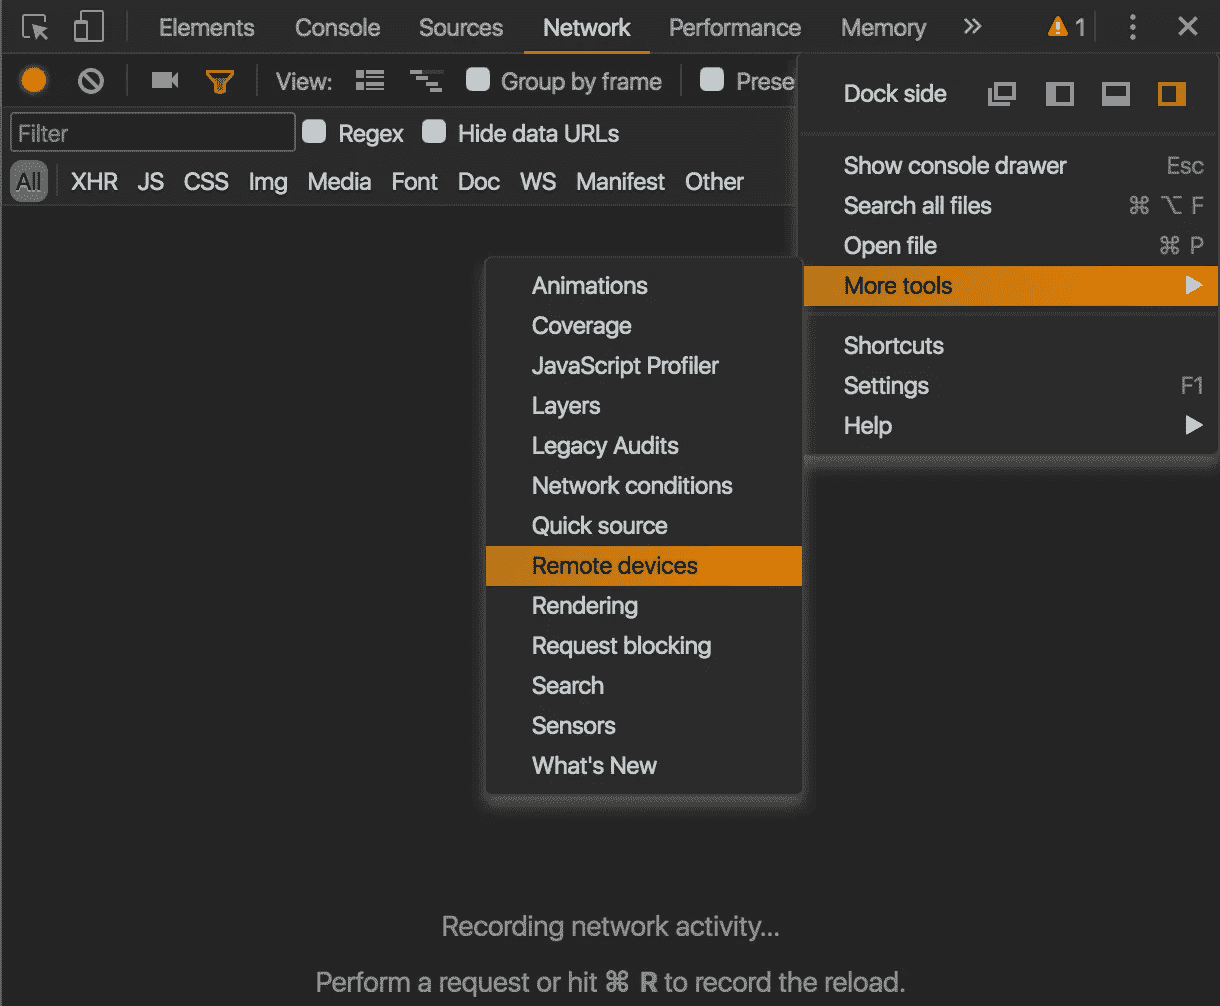 Elements Console Sources Network Performance Memory » 1
View: Group by frame Prese
Dock side
Filter Regex Hide data URLs
All XHR JS CSS Img Media Font Doc WS Manifest Other
Show console drawer Esc
Search all files ⌘ ⌥ F
Open file ⌘ P
More tools ▶
Shortcuts
Settings F1
Help ▶
Animations
Coverage
JavaScript Profiler
Layers
Legacy Audits
Network conditions
Quick source
Remote devices
Rendering
Request blocking
Search
Sensors
What's New
Recording network activity...
Perform a request or hit ⌘ R to record the reload.